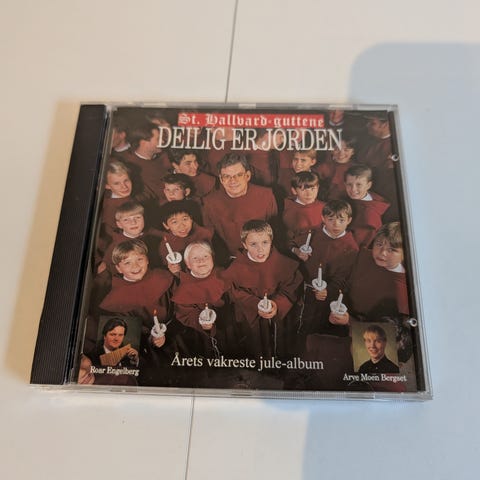 St. Hallvard-guttene
DEILIG ER JORDEN
Årets vakreste jule-album
Roar Engelberg
Arve Moen Bergset